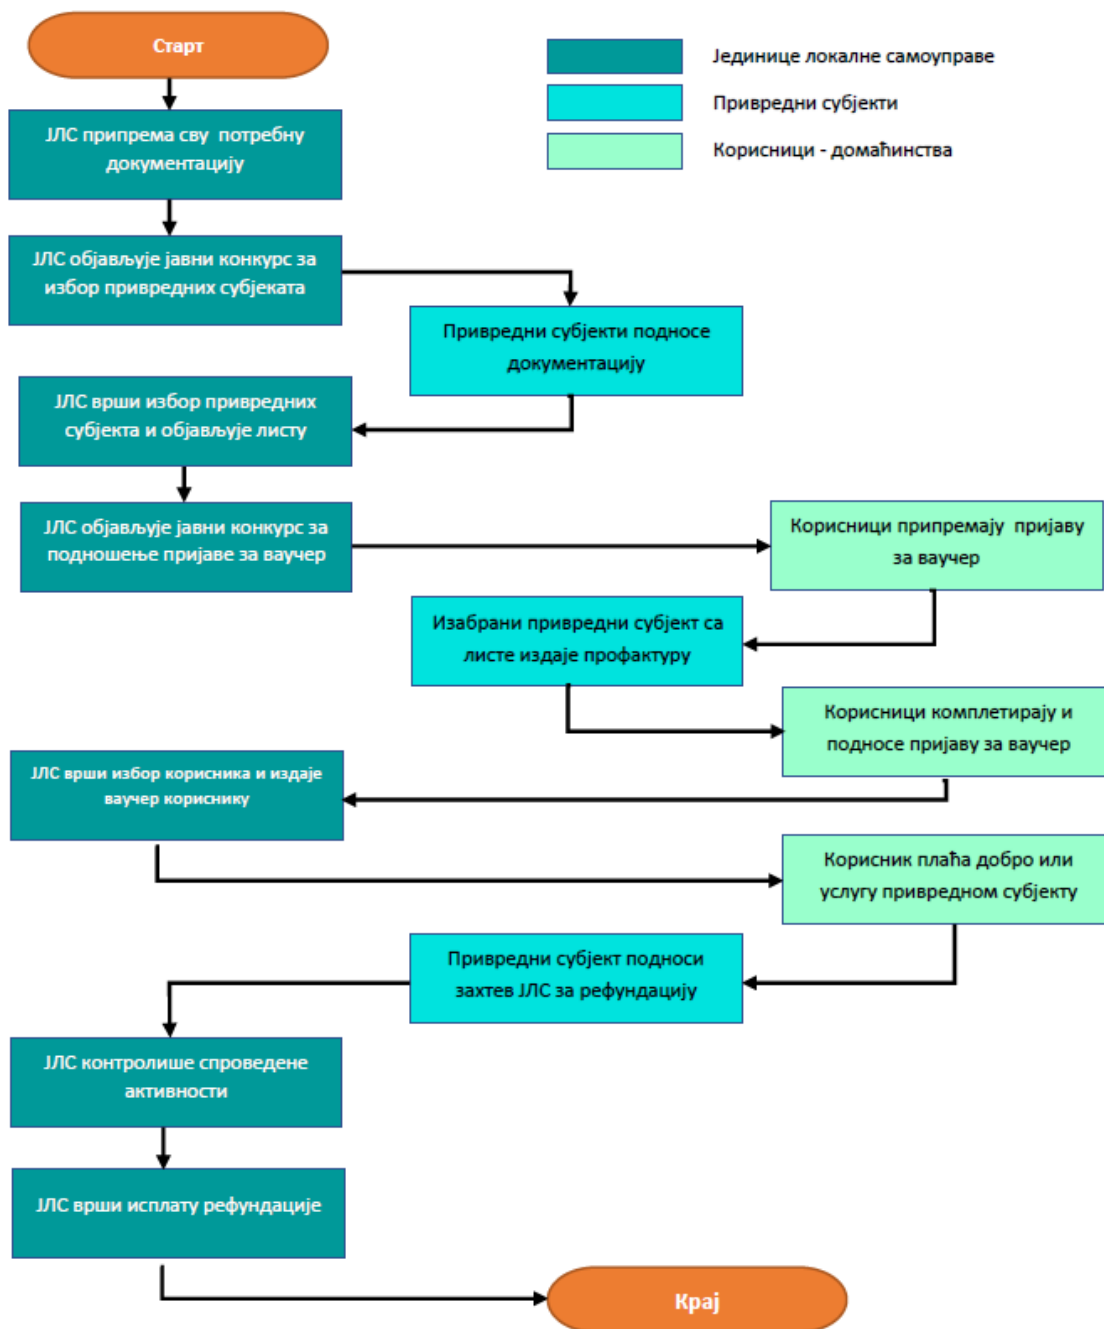 Старт
Јединице локалне самоуправе
Привредни субјекти
Корисници - домаћинства
ЈЛС припрема сву потребну
документацију
ЈЛС објављује јавни конкурс за
избор привредних субјеката
Привредни субјекти подносе
документацију
ЈЛС врши избор привредних
субјекта и објављује листу
ЈЛС објављује јавни конкурс за
подношење пријаве за ваучер
Корисници припремају пријаву
за ваучер
Изабрани привредни субјект са
листе издаје профактуру
Корисници комплетирају и
подносе пријаву за ваучер
ЈЛС врши избор корисника и издаје
ваучер кориснику
Корисник плаћа добро или
услугу привредном субјекту
Привредни субјект подноси
захтев ЈЛС за рефундацију
ЈЛС контролише спроведене
активности
ЈЛС врши исплату рефундације
Крај